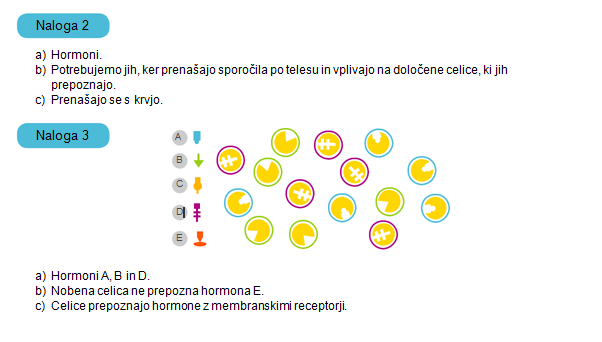 Naloga 2
a) Hormoni.
b) Potrebujemo jih, ker prenašajo sporočila po telesu in vplivajo na določene celice, ki jih
prepoznajo.
c) Prenašajo se s krvjo.
Naloga 3
A
B
C
D
E
a) Hormoni A, B in D.
b) Nobena celica ne prepozna hormona E.
c) Celice prepoznajo hormone z membranskimi receptorji.